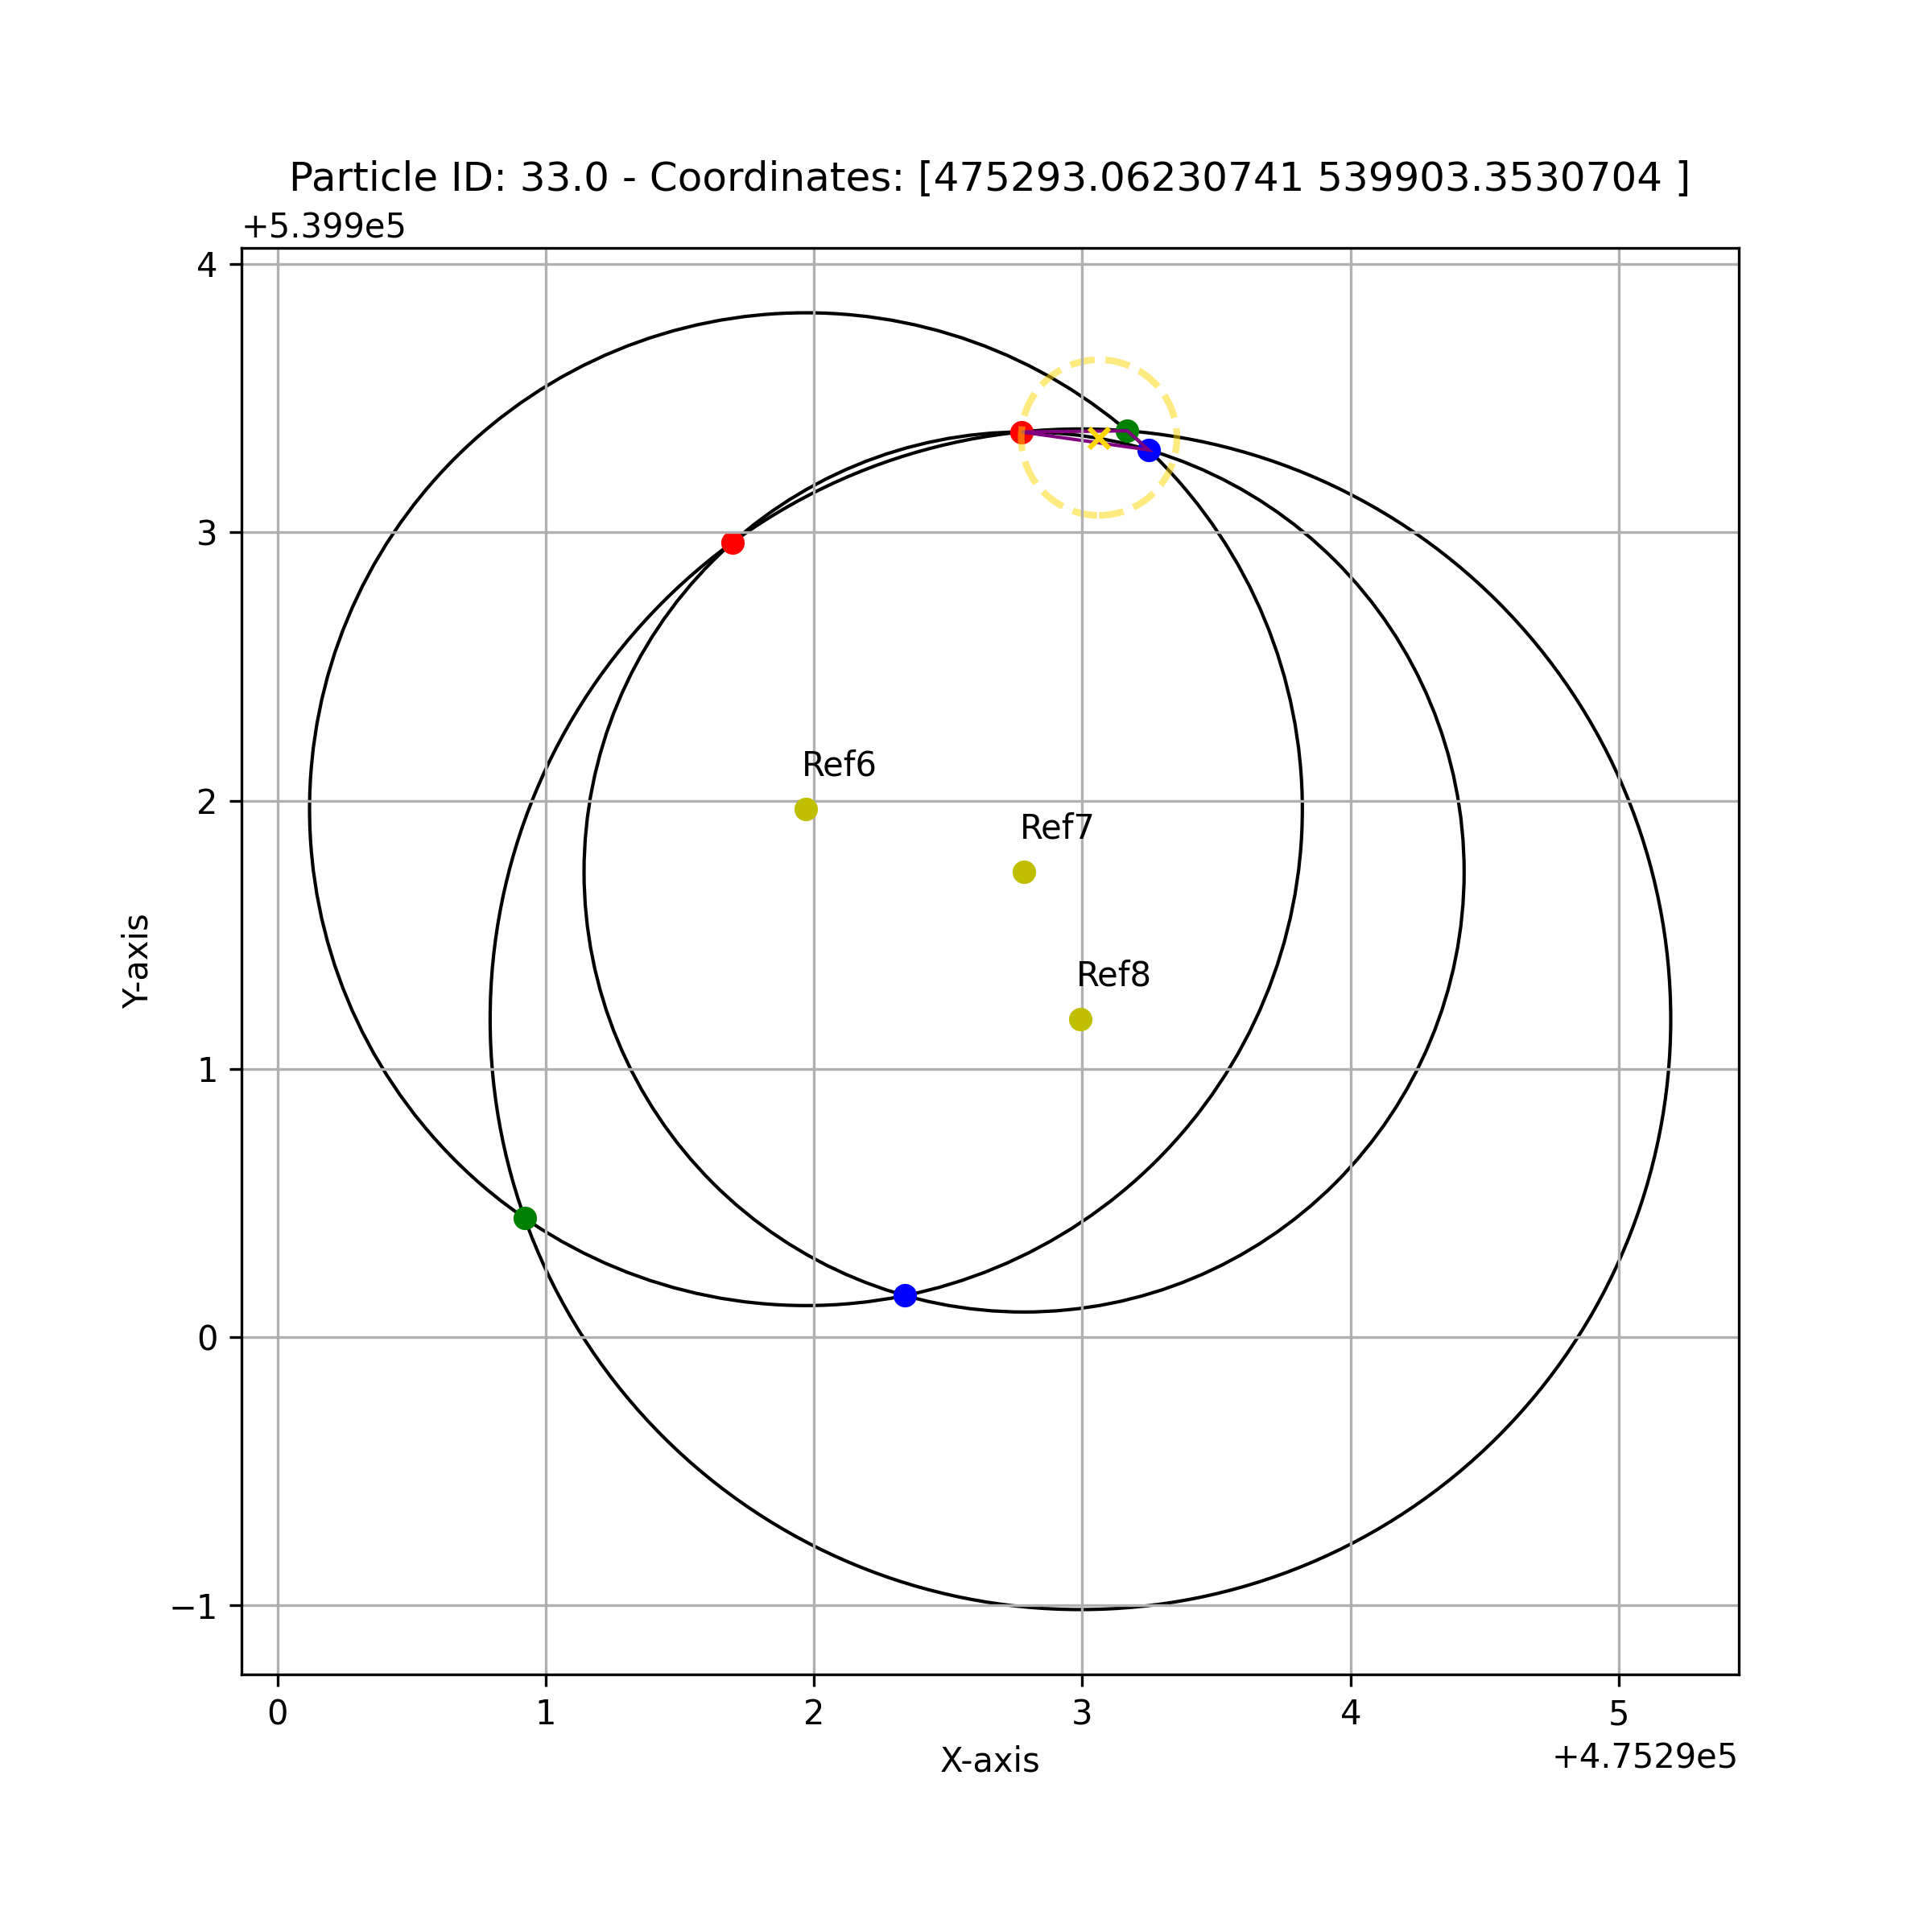 Particle ID: 33.0 - Coordinates: [475293.06230741 539903.3530704 ]
+5.399e5
4
3
2
1
0
−1
Y-axis
Ref6
Ref7
Ref8
0 1 2 3 4 5
X-axis
+4.7529e5